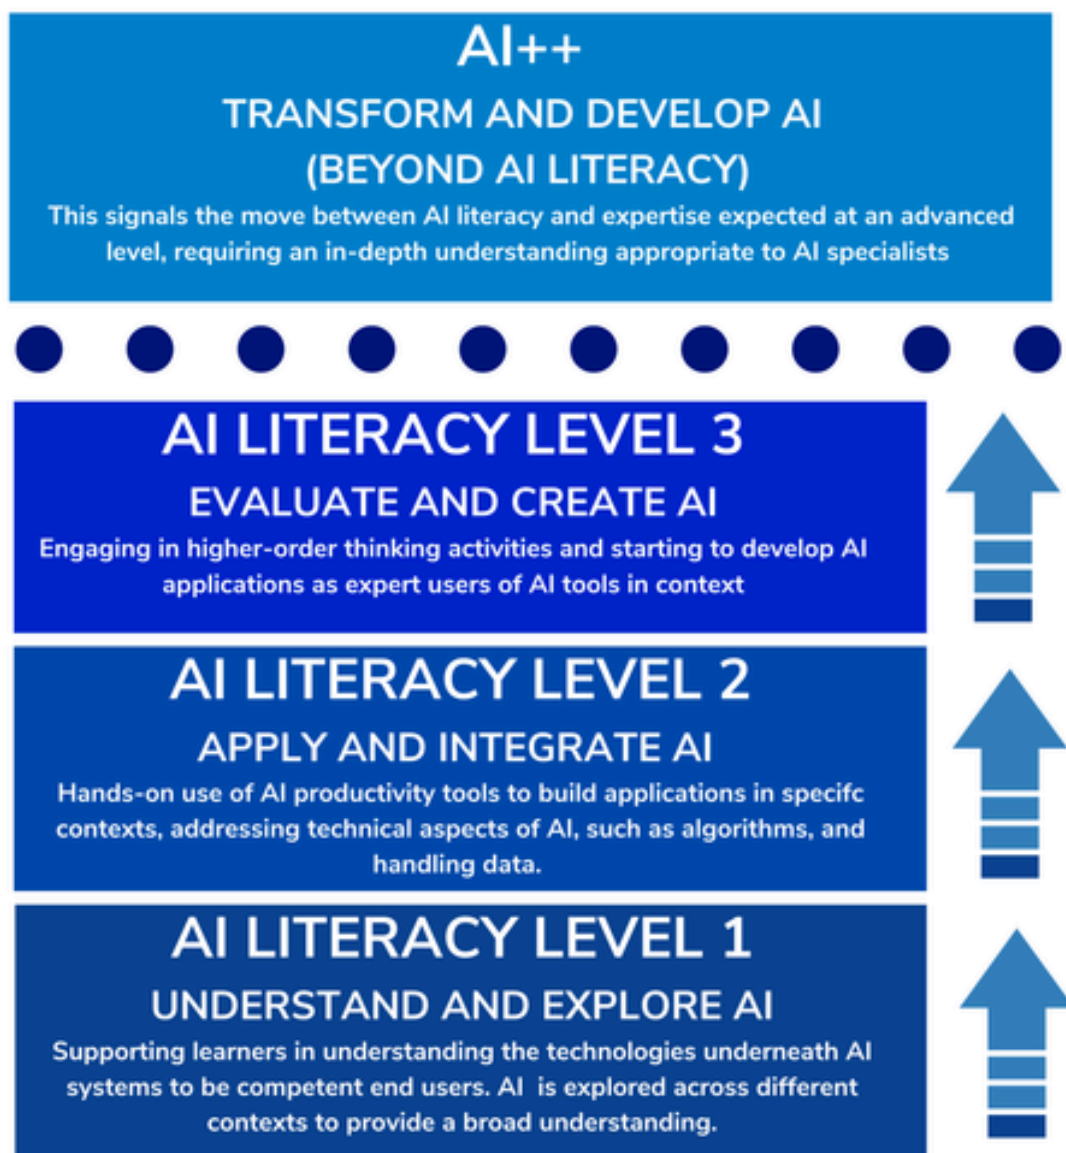 AI++
TRANSFORM AND DEVELOP AI
(BEYOND AI LITERACY)
This signals the move between AI literacy and expertise expected at an advanced
level, requiring an in-depth understanding appropriate to AI specialists
AI LITERACY LEVEL 3
EVALUATE AND CREATE AI
Engaging in higher-order thinking activities and starting to develop AI
applications as expert users of AI tools in context
AI LITERACY LEVEL 2
APPLY AND INTEGRATE AI
Hands-on use of AI productivity tools to build applications in specifc
contexts, addressing technical aspects of AI, such as algorithms, and
handling data.
AI LITERACY LEVEL 1
UNDERSTAND AND EXPLORE AI
Supporting learners in understanding the technologies underneath AI
systems to be competent end users. AI is explored across different
contexts to provide a broad understanding.